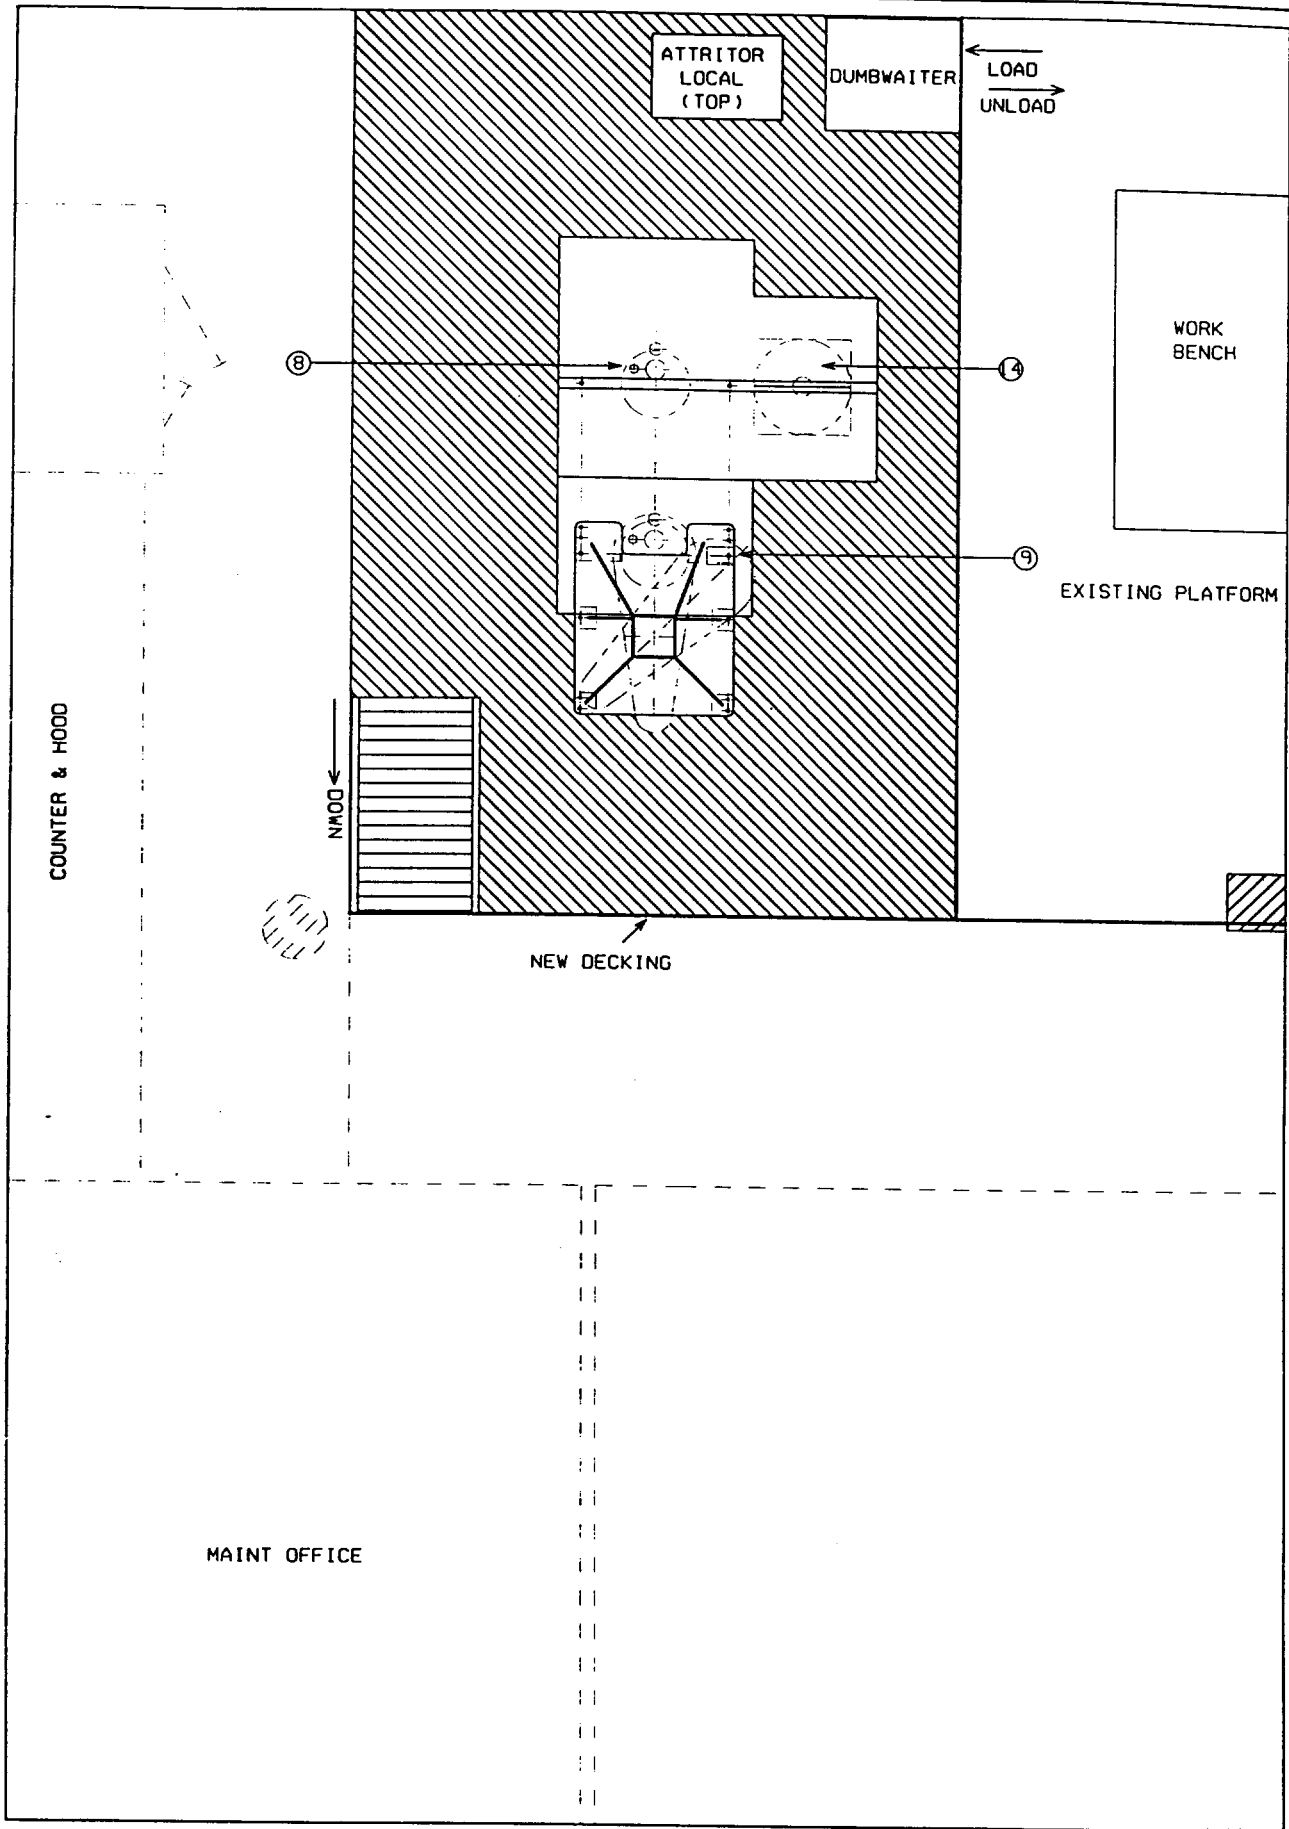 ATTRITOR
LOCAL
(TOP)
DUMBWAITER
LOAD
UNLOAD
WORK
BENCH
8
14
9
EXISTING PLATFORM
COUNTER & HOOD
DOWN
NEW DECKING
MAINT OFFICE